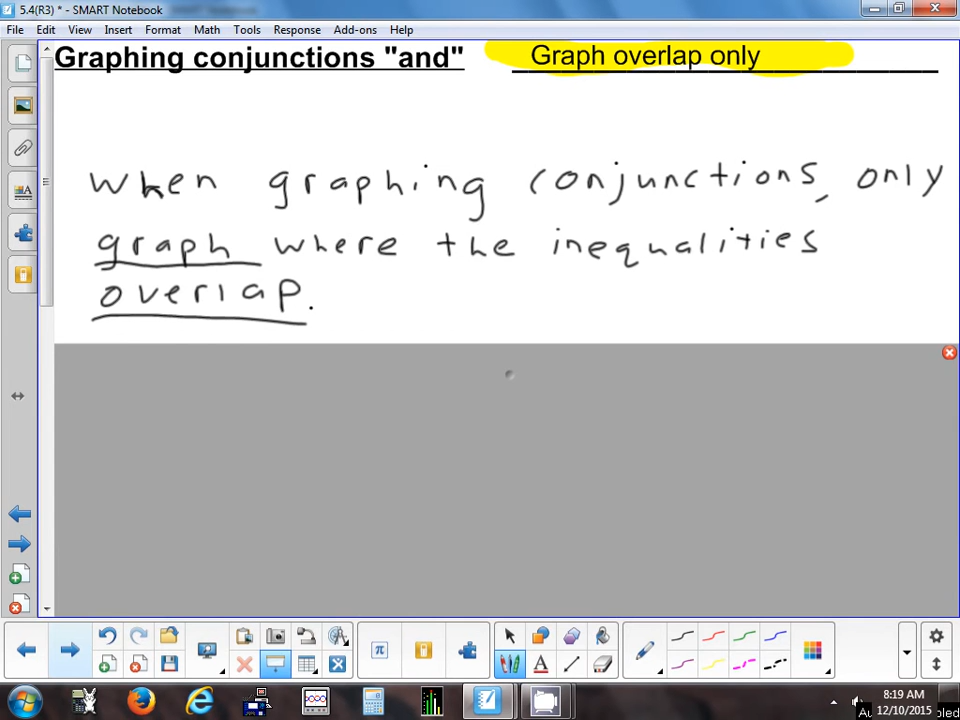 5.4(R3) * - SMART Notebook
File Edit View Insert Format Math Tools Response Add-ons Help
Graphing conjunctions "and" Graph overlap only
when graphing conjunctions, only
graph where the inequalities
overlap.
8:19 AM
12/10/2015